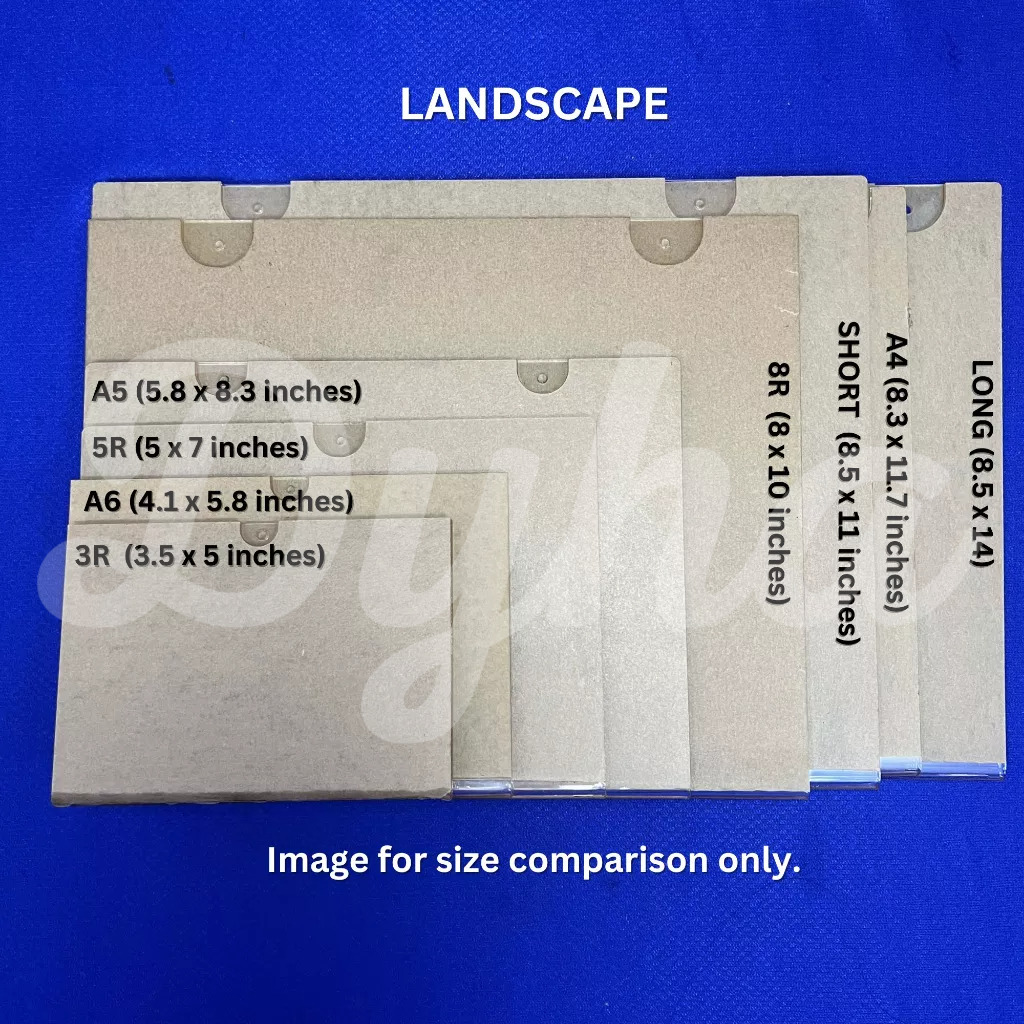 LANDSCAPE
A5 (5.8 x 8.3 inches)
5R (5 x 7 inches)
A6 (4.1 x 5.8 inches)
3R (3.5 x 5 inches)
8R (8 x 10 inches)
SHORT (8.5 x 11 inches)
A4 (8.3 x 11.7 inches)
LONG (8.5 x 14)
Image for size comparison only.